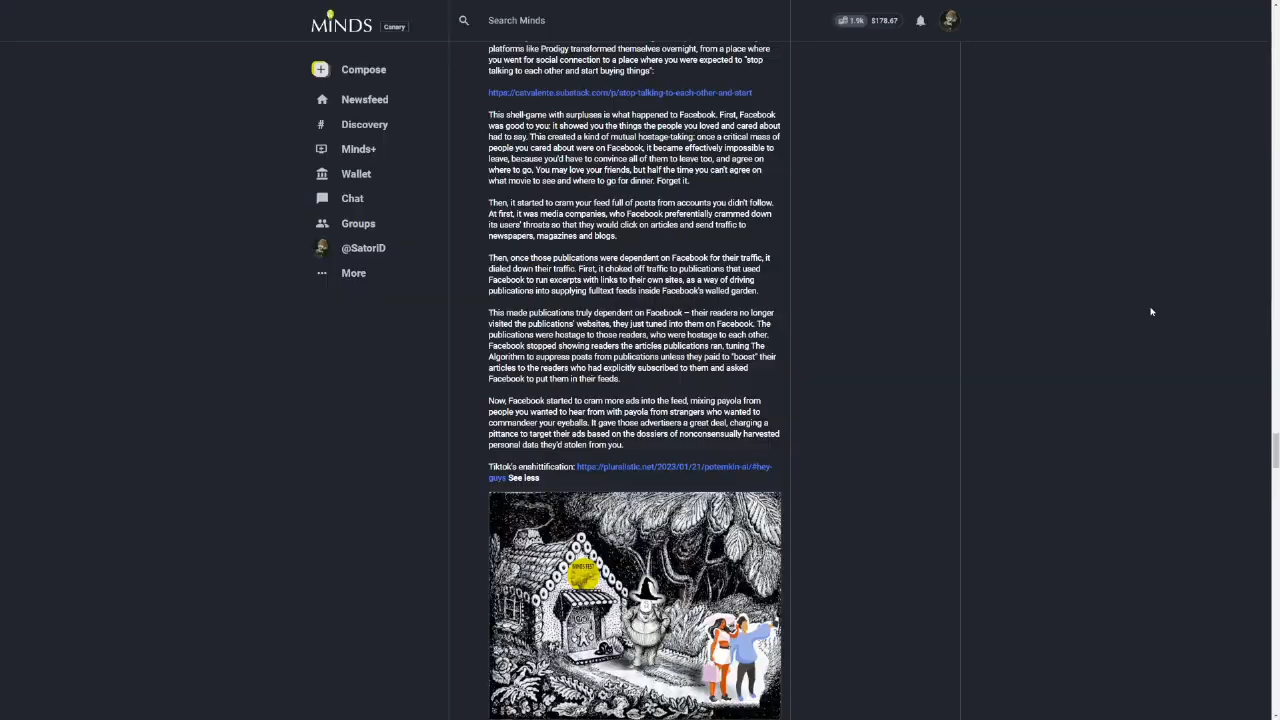 MINDS
Canary
Search Minds
1.9k
$178.67
Compose
Newsfeed
# Discovery
Minds+
Wallet
Chat
Groups
@SatoriD
More
platforms like Prodigy transformed themselves overnight, from a place where
you went for social connection to a place where you were expected to "stop
talking to each other and start buying things":
https://catvalente.substack.com/p/stop-talking-to-each-other-and-start
This shell-game with surpluses is what happened to Facebook. First, Facebook
was good to you: it showed you the things the people you loved and cared about
had to say. This created a kind of mutual hostage-taking: once a critical mass of
people you cared about were on Facebook, it became effectively impossible to
leave, because you'd have to convince all of them to leave too, and agree on
where to go. You may love your friends, but half the time you can't agree on
what movie to see and where to go for dinner. Forget it.
Then, it started to cram your feed full of posts from accounts you didn't follow.
At first, it was media companies, who Facebook preferentially crammed down
its users' throats so that they would click on articles and send traffic to
newspapers, magazines and blogs.
Then, once those publications were dependent on Facebook for their traffic, it
dialed down their traffic. First, it choked off traffic to publications that used
Facebook to run excerpts with links to their own sites, as a way of driving
publications into supplying fulltext feeds inside Facebook's walled garden.
This made publications truly dependent on Facebook – their readers no longer
visited the publications' websites, they just tuned into them on Facebook. The
publications were hostage to those readers, who were hostage to each other.
Facebook stopped showing readers the articles publications ran, tuning The
Algorithm to suppress posts from publications unless they paid to "boost" their
articles to the readers who had explicitly subscribed to them and asked
Facebook to put them in their feeds.
Now, Facebook started to cram more ads into the feed, mixing payola from
people you wanted to hear from with payola from strangers who wanted to
commandeer your eyeballs. It gave those advertisers a great deal, charging a
pittance to target their ads based on the dossiers of nonconsensually harvested
personal data they'd stolen from you.
Tiktok's enshittification: https://pluralistic.net/2023/01/21/potemkin-ai/#hey-
guys See less
MINDS FEST